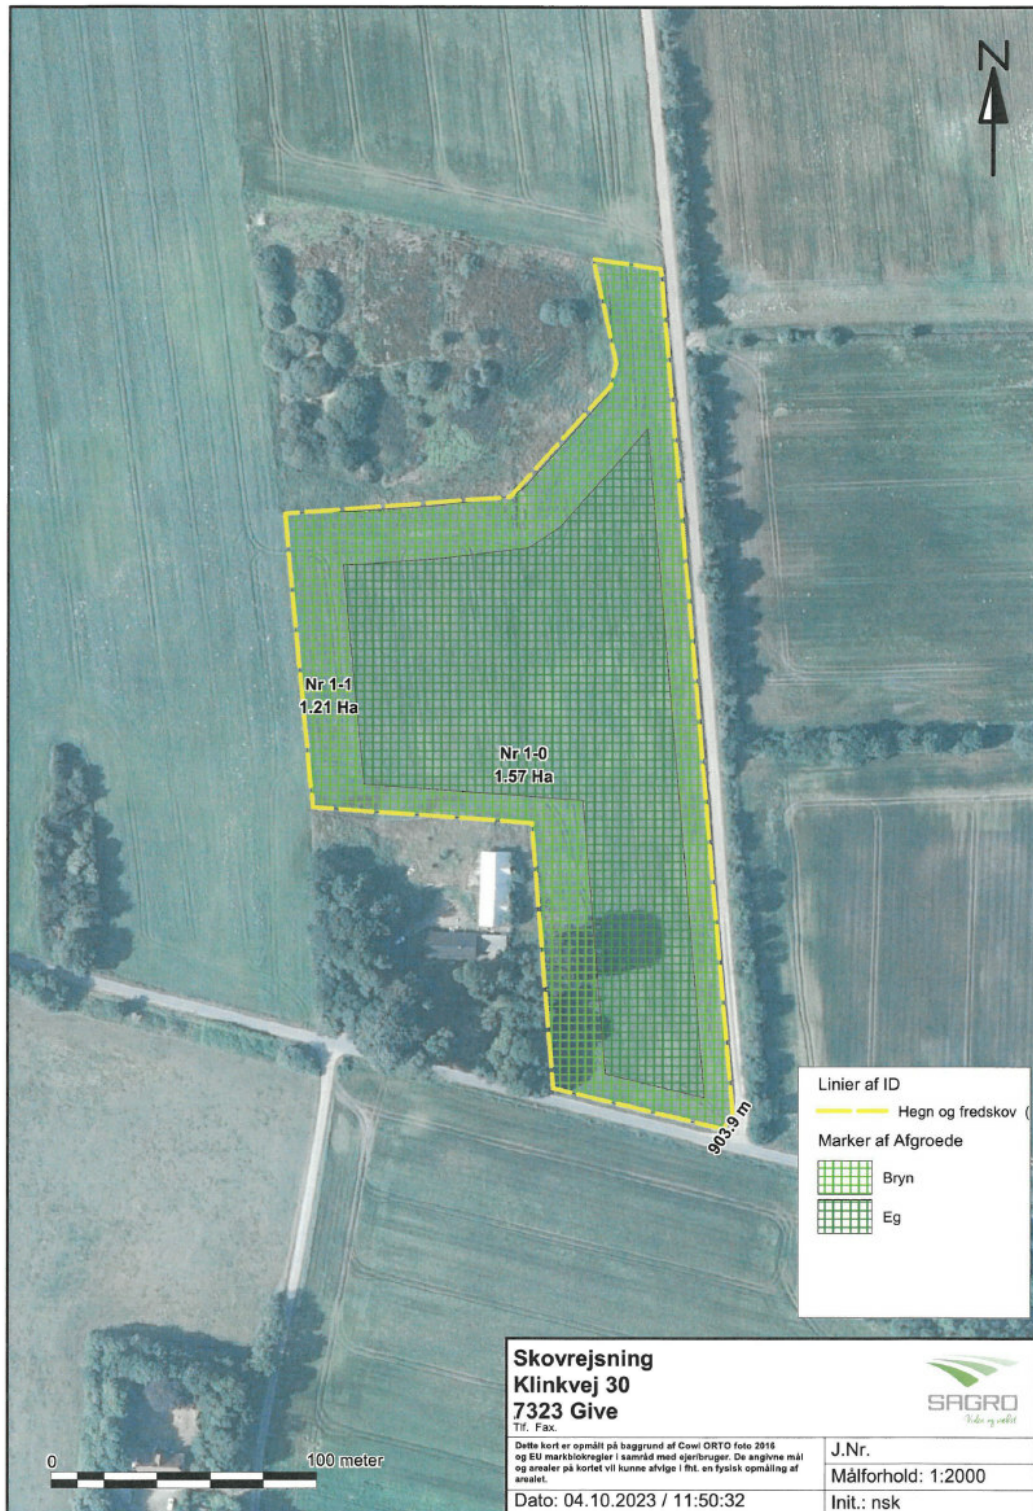 N
Nr 1-1
1.21 Ha
Nr 1-0
1.57 Ha
903.9 m
Linier af ID
Hegn og fredskov (
Marker af Afgroede
Bryn
Eg
0
100 meter
Skovrejsning
Klinkvej 30
7323 Give
Tlf. Fax.
SAGRO
Viden og vækst
Dette kort er opmålt på baggrund af Cowi ORTO foto 2016
og EU markblokregler i samråd med ejer/bruger. De angivne mål
og arealer på kortet vil kunne afvige i fht. en fysisk opmåling af
arealet.
J.Nr.
Målforhold: 1:2000
Dato: 04.10.2023 / 11:50:32
Init.: nsk